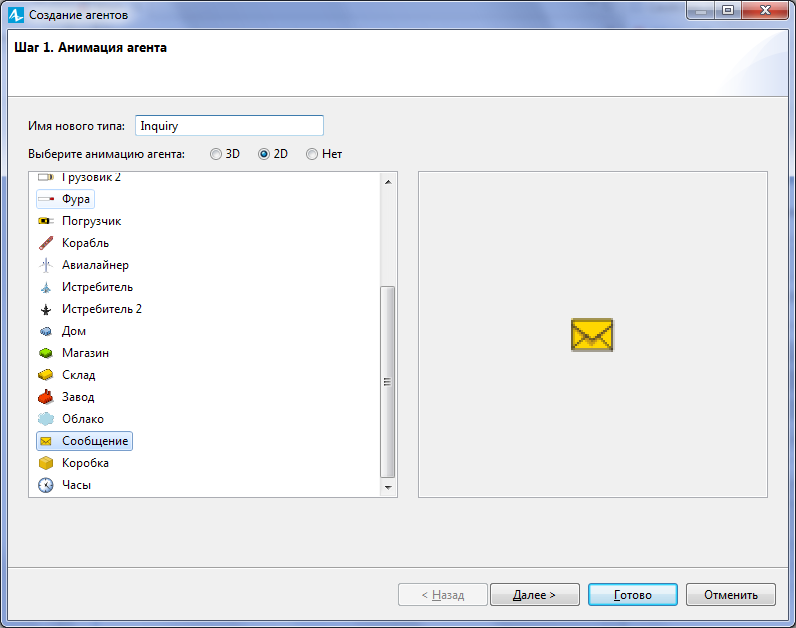 Создание агентов
Шаг 1. Анимация агента
Имя нового типа: Inquiry
Выберите анимацию агента: 3D 2D Нет
Грузовик 2
Фура
Погрузчик
Корабль
Авиалайнер
Истребитель
Истребитель 2
Дом
Магазин
Склад
Завод
Облако
Сообщение
Коробка
Часы
< Назад Далее > Готово Отменить